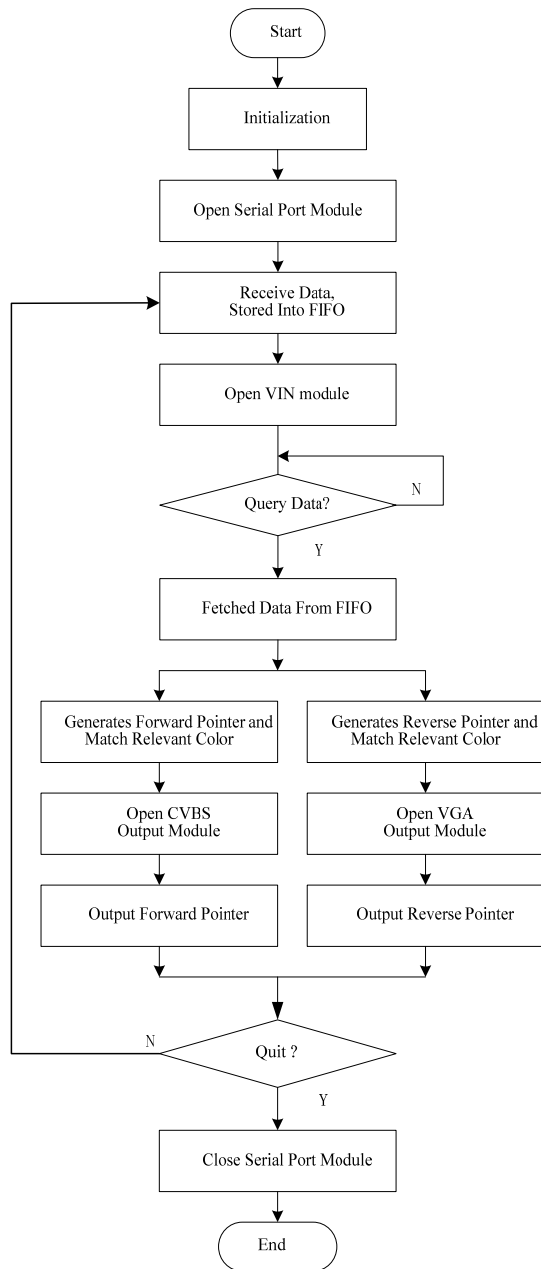 Start
Initialization
Open Serial Port Module
Receive Data,
Stored Into FIFO
Open VIN module
Query Data?
N
Y
Fetched Data From FIFO
Generates Forward Pointer and
Match Relevant Color
Generates Reverse Pointer and
Match Relevant Color
Open CVBS
Output Module
Open VGA
Output Module
Output Forward Pointer
Output Reverse Pointer
N
Quit ?
Y
Close Serial Port Module
End